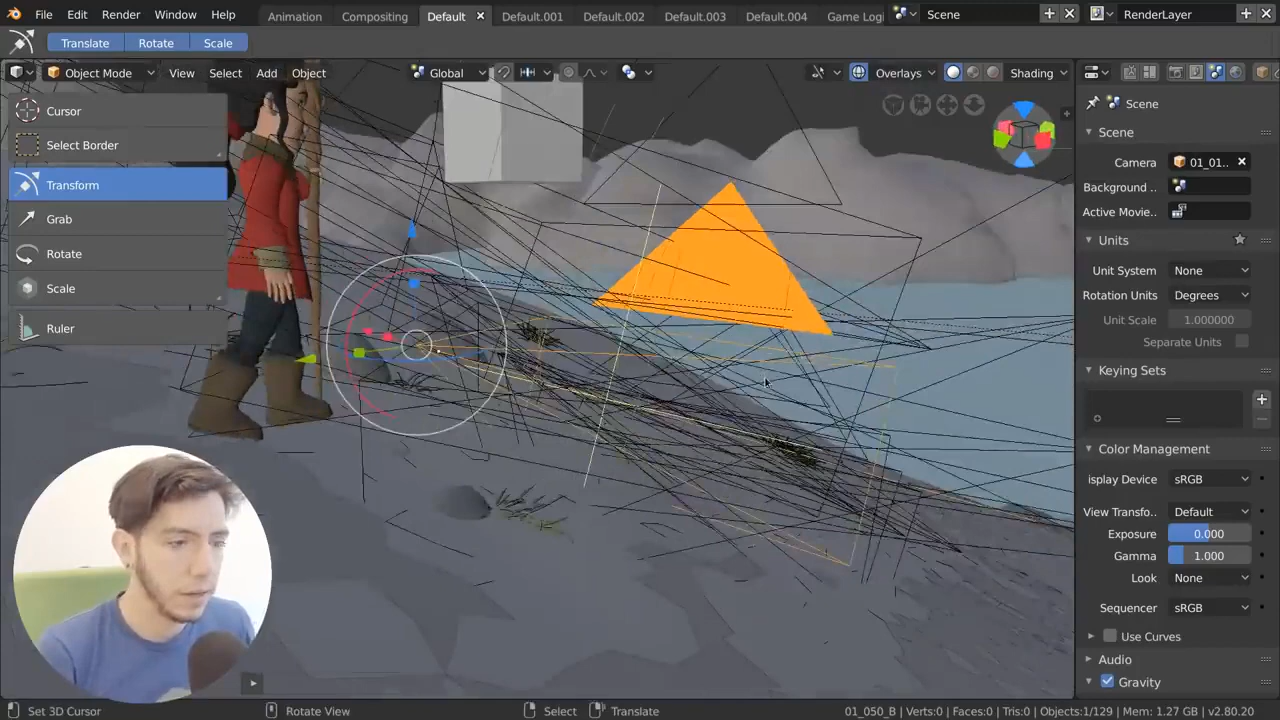 File Edit Render Window Help Animation Compositing Default Default.001 Default.002 Default.003 Default.004 Game Logi Scene RenderLayer
Translate Rotate Scale
Object Mode View Select Add Object Global Overlays Shading
Cursor
Select Border
Transform
Grab
Rotate
Scale
Ruler
Scene
Scene
Camera 01_01..
Background ..
Active Movie..
Units
Unit System None
Rotation Units Degrees
Unit Scale 1.000000
Separate Units
Keying Sets
Color Management
isplay Device sRGB
View Transfo.. Default
Exposure 0.000
Gamma 1.000
Look None
Sequencer sRGB
Use Curves
Audio
Gravity
Set 3D Cursor Rotate View Select Translate 01_050_B | Verts:0 | Faces:0 | Tris:0 | Objects:1/129 | Mem: 1.27 GB | v2.80.20